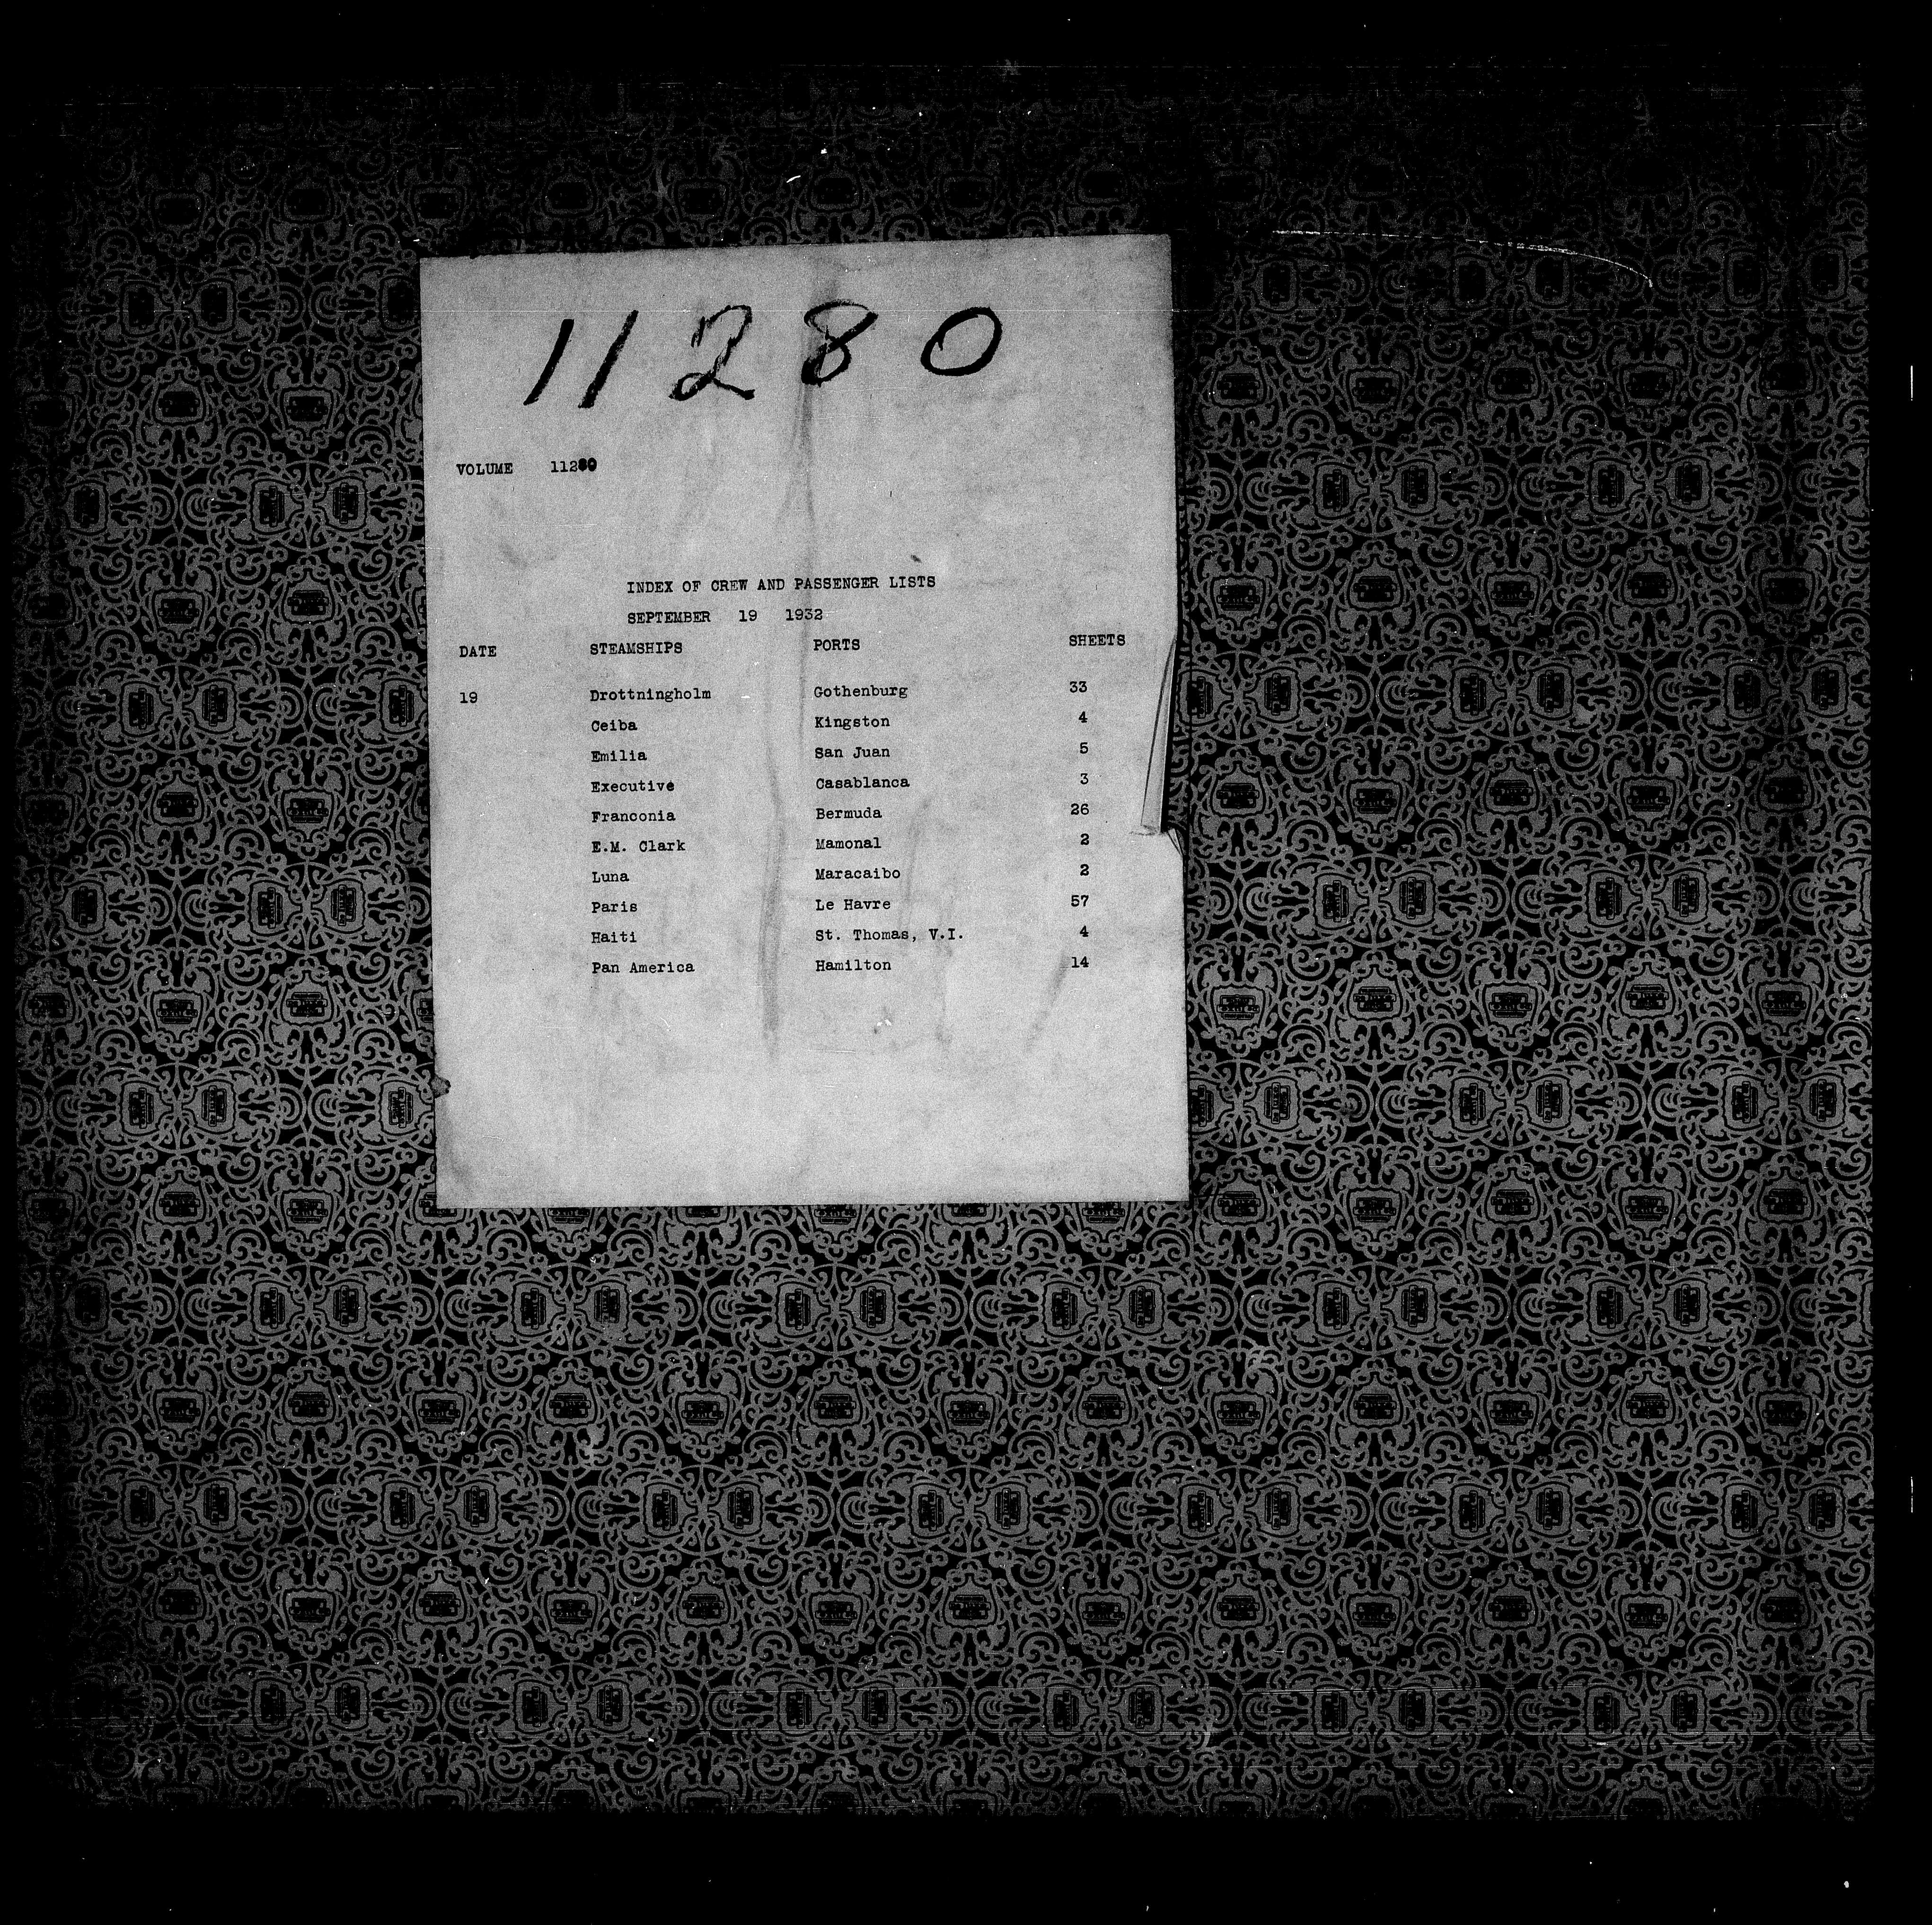 11280
VOLUME 11280
INDEX OF CREW AND PASSENGER LISTS
SEPTEMBER 19 1932
DATE STEAMSHIPS PORTS SHEETS
19 Drottningholm Gothenburg 33
Ceiba Kingston 4
Emilia San Juan 5
Executive Casablanca 3
Franconia Bermuda 26
E.M. Clark Mamonal 2
Luna Maracaibo 2
Paris Le Havre 57
Haiti St. Thomas, V.I. 4
Pan America Hamilton 14